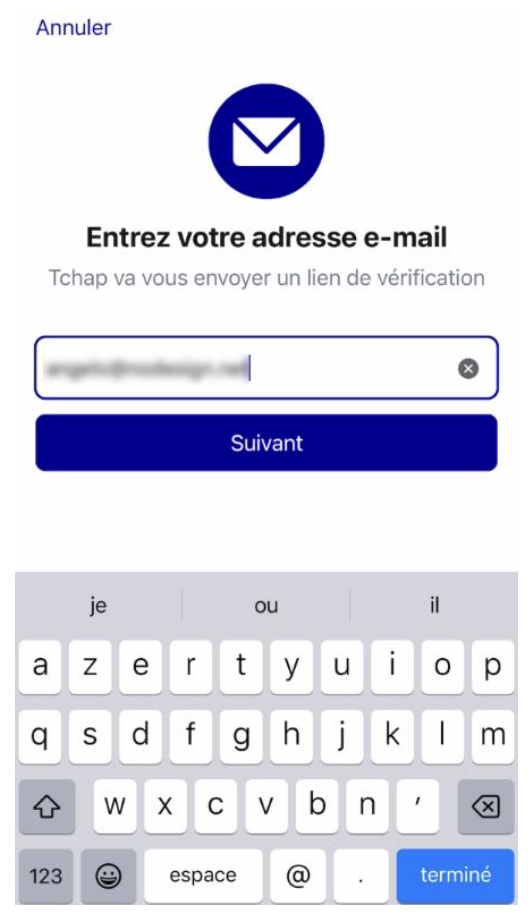 Annuler
Entrez votre adresse e-mail
Tchap va vous envoyer un lien de vérification
Suivant
je ou il
a z e r t y u i o p
q s d f g h j k l m
w x c v b n ′
123 espace @ . terminé